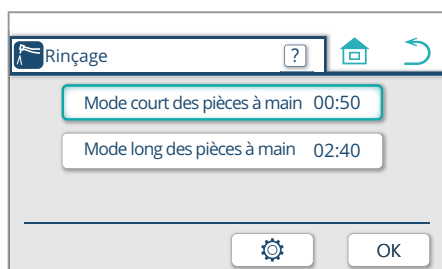 Rinçage ?
Mode court des pièces à main 00:50
Mode long des pièces à main 02:40
OK